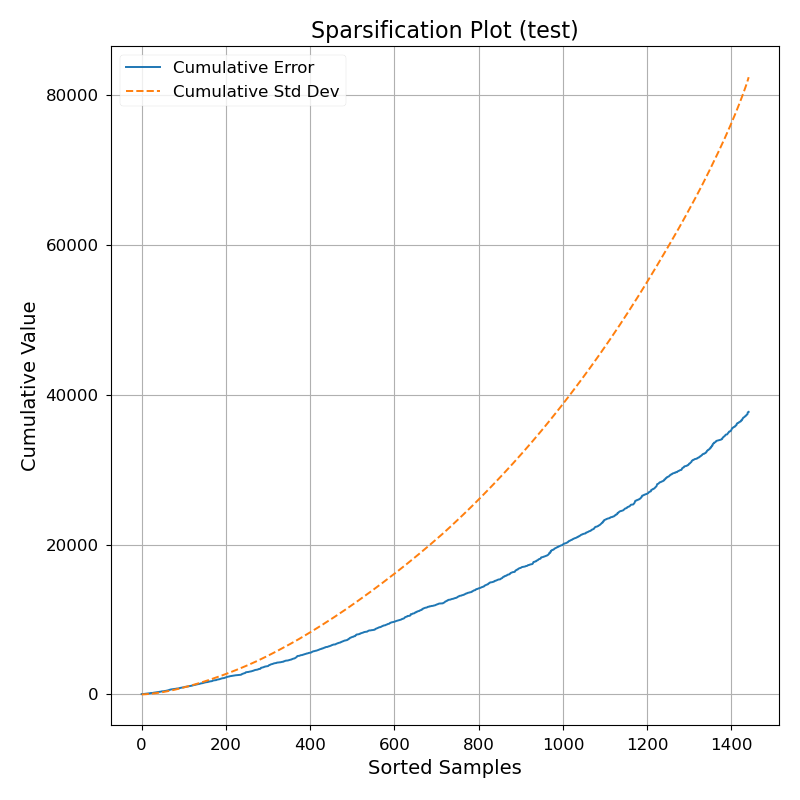 Sparsification Plot (test)
Cumulative Error
Cumulative Std Dev
Cumulative Value
80000
60000
40000
20000
0
0 200 400 600 800 1000 1200 1400
Sorted Samples